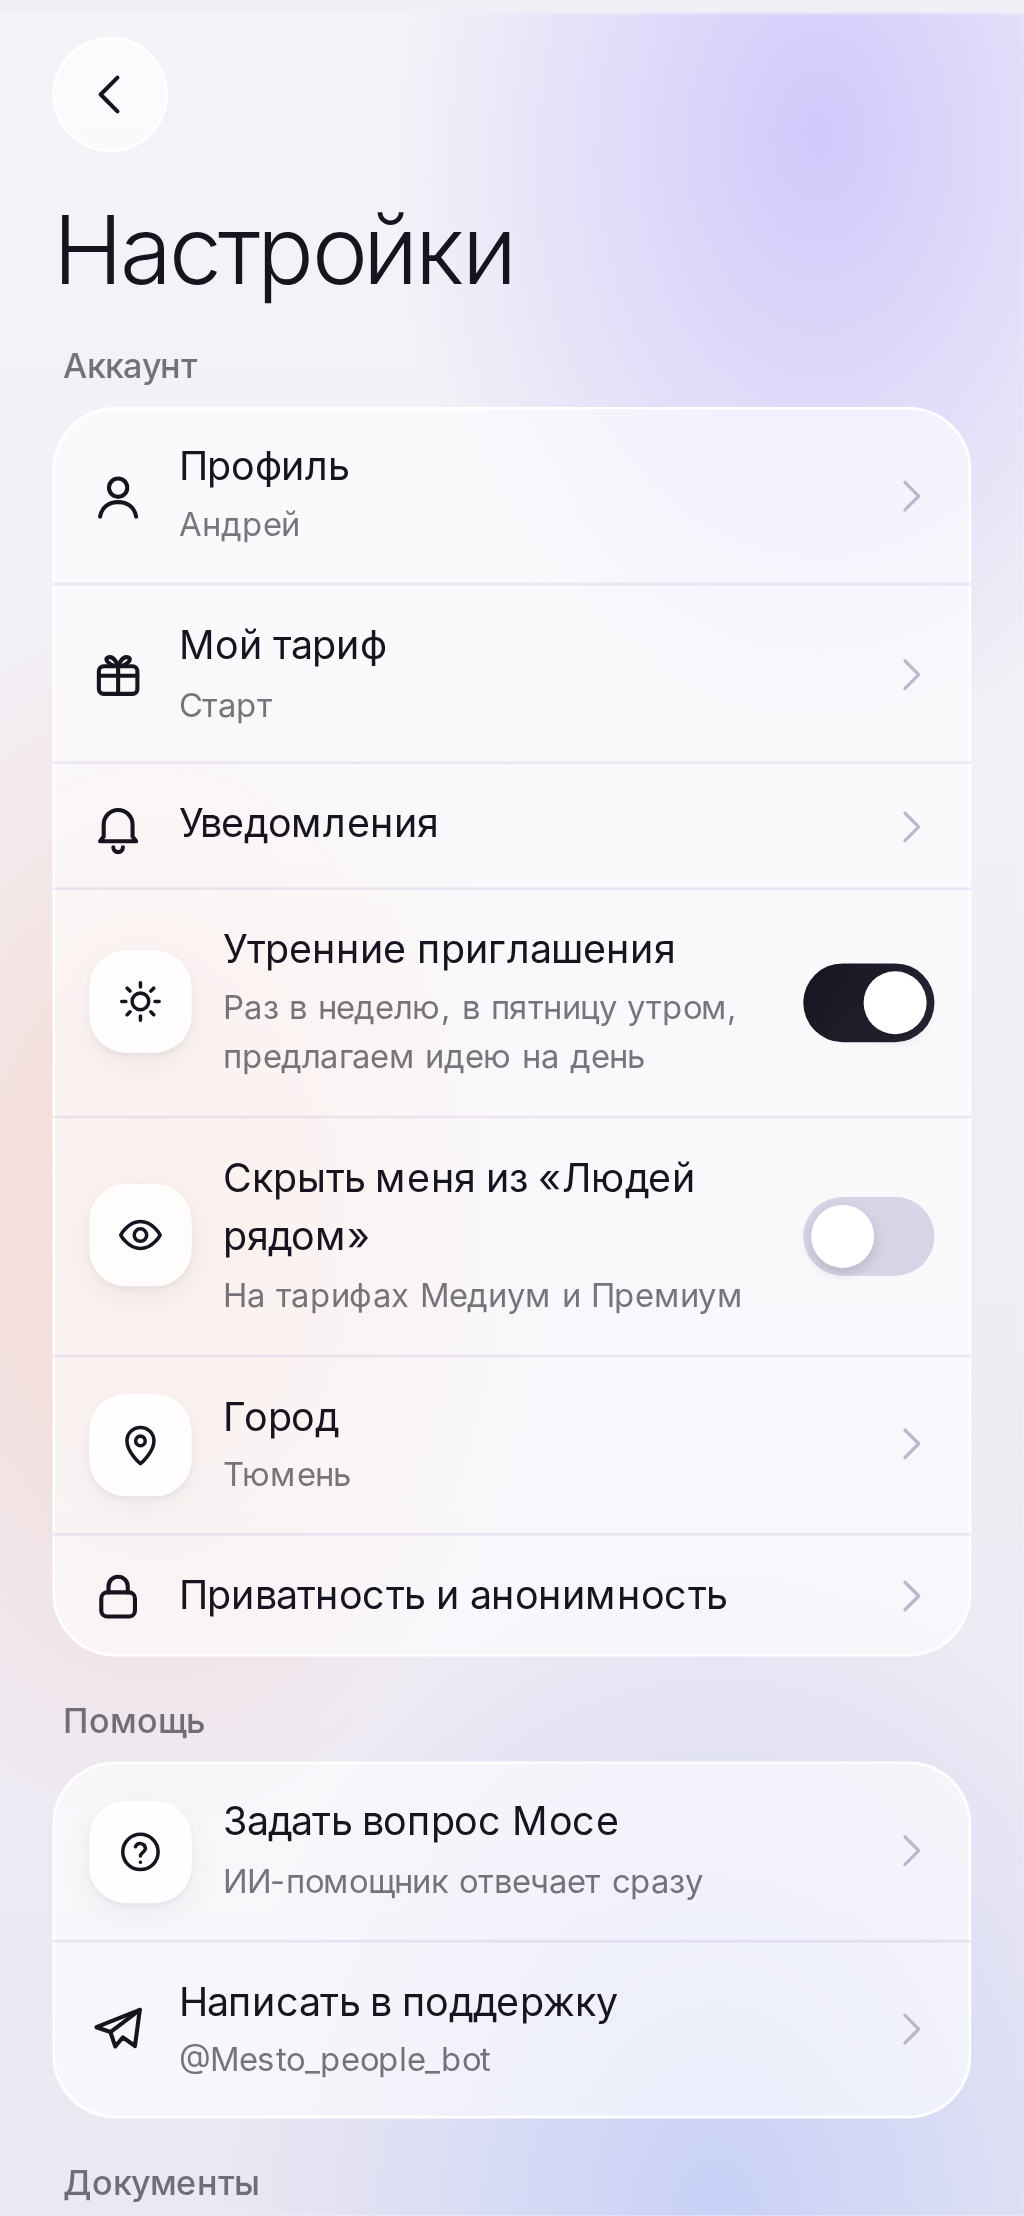 Настройки
Аккаунт
Профиль
Андрей
Мой тариф
Старт
Уведомления
Утренние приглашения
Раз в неделю, в пятницу утром,
предлагаем идею на день
Скрыть меня из «Людей
рядом»
На тарифах Медиум и Премиум
Город
Тюмень
Приватность и анонимность
Помощь
Задать вопрос Мосе
ИИ-помощник отвечает сразу
Написать в поддержку
@Mesto_people_bot
Документы